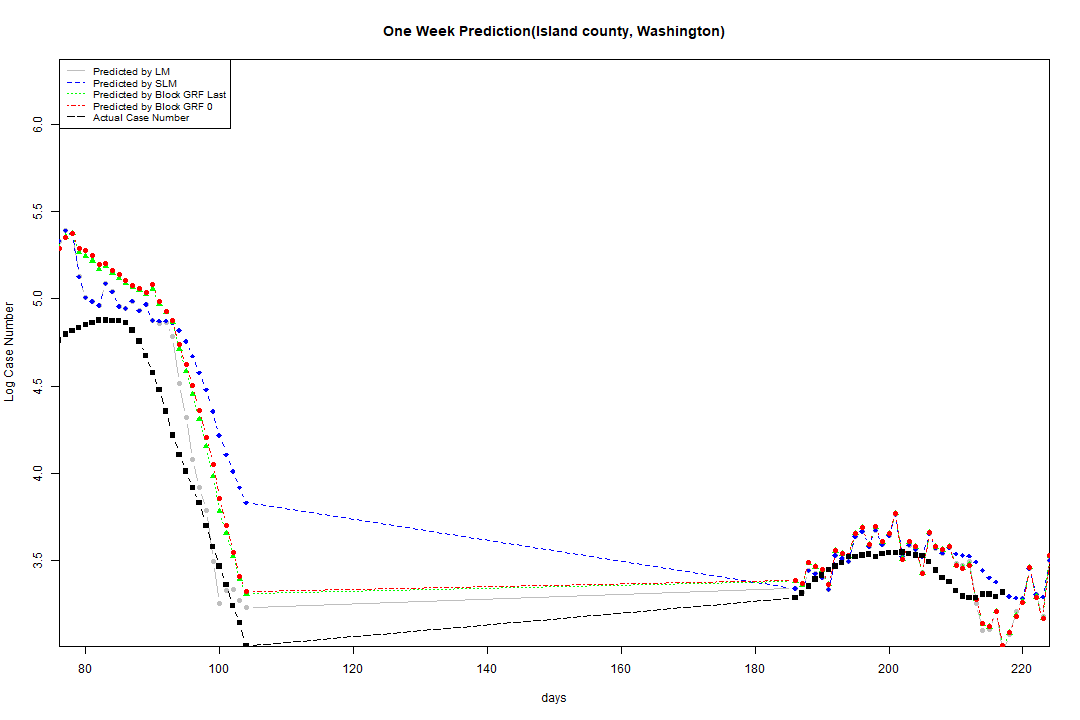 One Week Prediction(Island county, Washington)
Predicted by LM
Predicted by SLM
Predicted by Block GRF Last
Predicted by Block GRF 0
Actual Case Number
6.0
5.5
5.0
4.5
4.0
3.5
Log Case Number
80 100 120 140 160 180 200 220
days